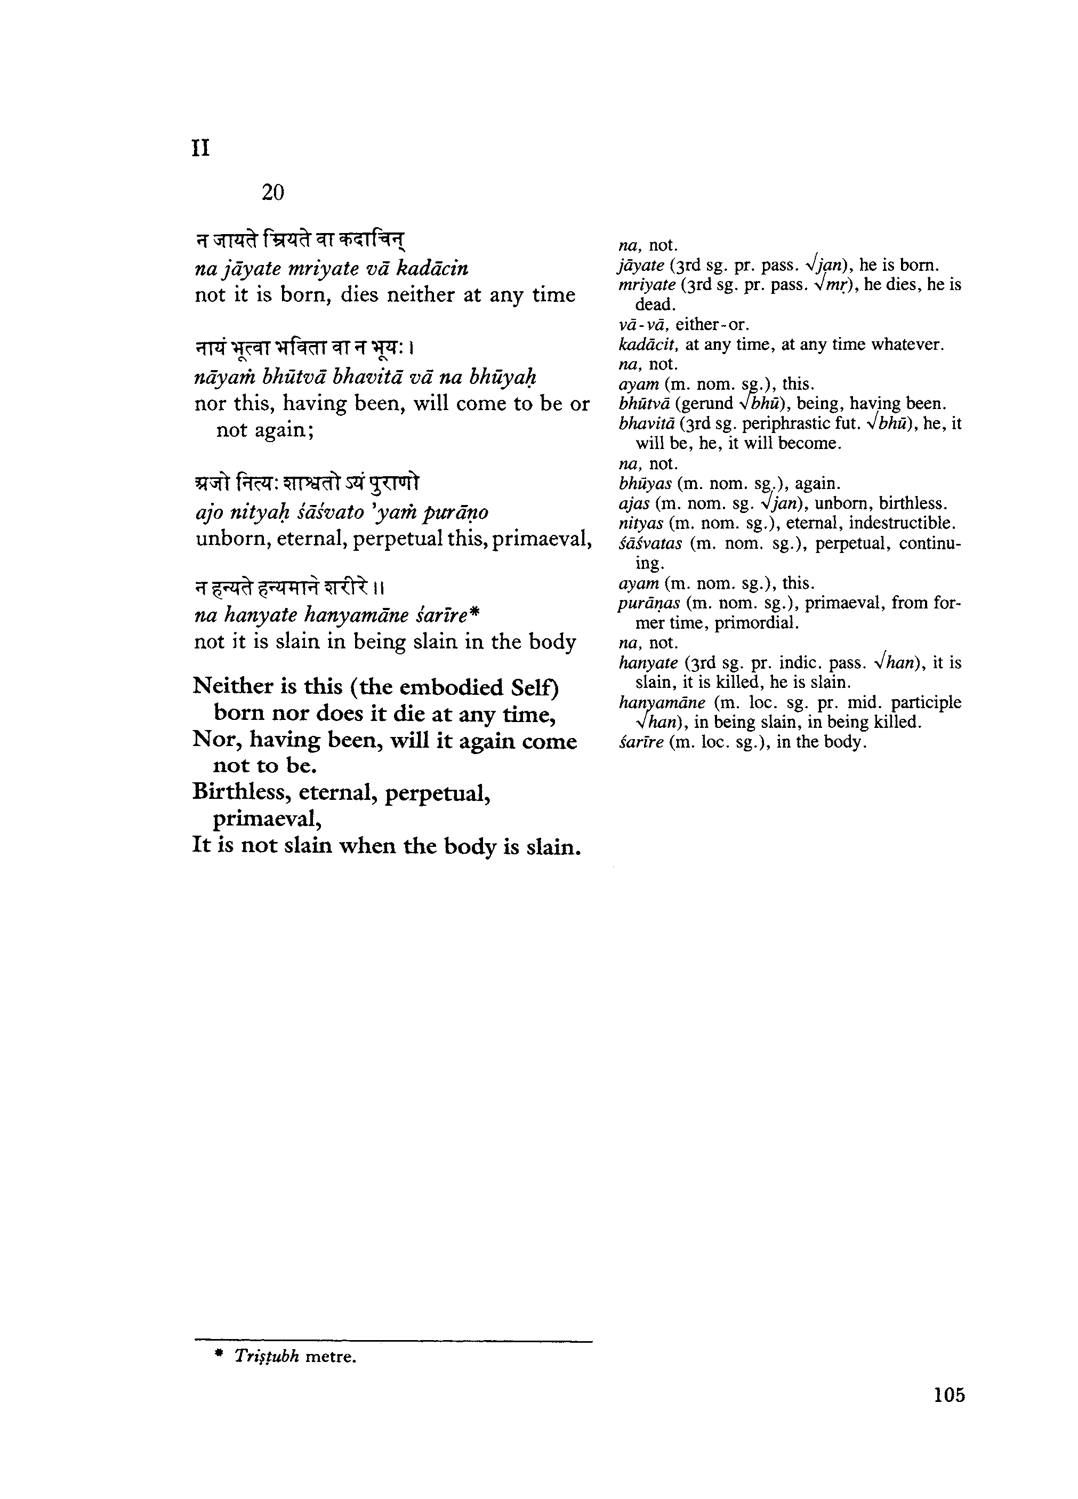 II
20
न जायते म्रियते वा कदाचिन्
na jāyate mriyate vā kadācin
not it is born, dies neither at any time
नायं भूत्वा भविता वा न भूयः।
nāyaṁ bhūtvā bhavitā vā na bhūyaḥ
nor this, having been, will come to be or
not again;
अजो नित्यः शाश्वतो ऽयं पुराणो
ajo nityaḥ śāśvato 'yaṁ purāṇo
unborn, eternal, perpetual this, primaeval,
न हन्यते हन्यमाने शरीरे॥
na hanyate hanyamāne śarīre*
not it is slain in being slain in the body
Neither is this (the embodied Self)
born nor does it die at any time,
Nor, having been, will it again come
not to be.
Birthless, eternal, perpetual,
primaeval,
It is not slain when the body is slain.
na, not.
jāyate (3rd sg. pr. pass. √jan), he is born.
mriyate (3rd sg. pr. pass. √mṛ), he dies, he is
dead.
vā-vā, either-or.
kadācit, at any time, at any time whatever.
na, not.
ayam (m. nom. sg.), this.
bhūtvā (gerund √bhū), being, having been.
bhavitā (3rd sg. periphrastic fut. √bhū), he, it
will be, he, it will become.
na, not.
bhūyas (m. nom. sg.), again.
ajas (m. nom. sg. √jan), unborn, birthless.
nityas (m. nom. sg.), eternal, indestructible.
śāśvatas (m. nom. sg.), perpetual, continu-
ing.
ayam (m. nom. sg.), this.
purāṇas (m. nom. sg.), primaeval, from for-
mer time, primordial.
na, not.
hanyate (3rd sg. pr. indic. pass. √han), it is
slain, it is killed, he is slain.
hanyamāne (m. loc. sg. pr. mid. participle
√han), in being slain, in being killed.
śarīre (m. loc. sg.), in the body.
* Triṣṭubh metre.
105